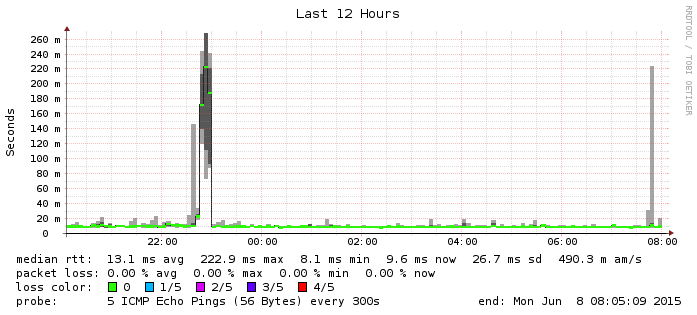 Last 12 Hours
RRDTOOL / TOBI OETIKER
Seconds
260 m
240 m
220 m
200 m
180 m
160 m
140 m
120 m
100 m
80 m
60 m
40 m
20 m
0
22:00 00:00 02:00 04:00 06:00 08:00
median rtt: 13.1 ms avg 222.9 ms max 8.1 ms min 9.6 ms now 26.7 ms sd 490.3 m am/s
packet loss: 0.00 % avg 0.00 % max 0.00 % min 0.00 % now
loss color: 0 1/5 2/5 3/5 4/5
probe: 5 ICMP Echo Pings (56 Bytes) every 300s end: Mon Jun 8 08:05:09 2015